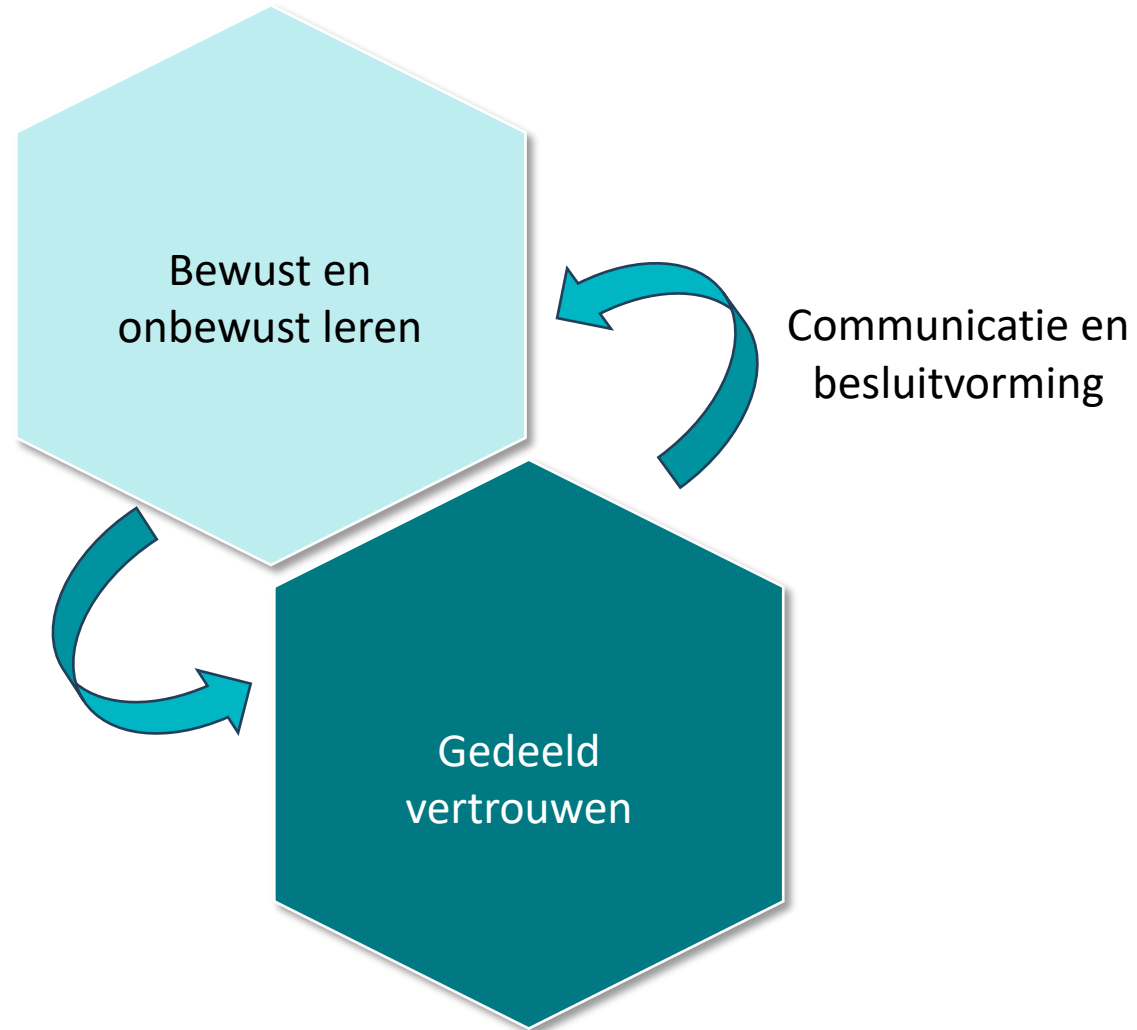 Bewust en
onbewust leren
Communicatie en
besluitvorming
Gedeeld
vertrouwen